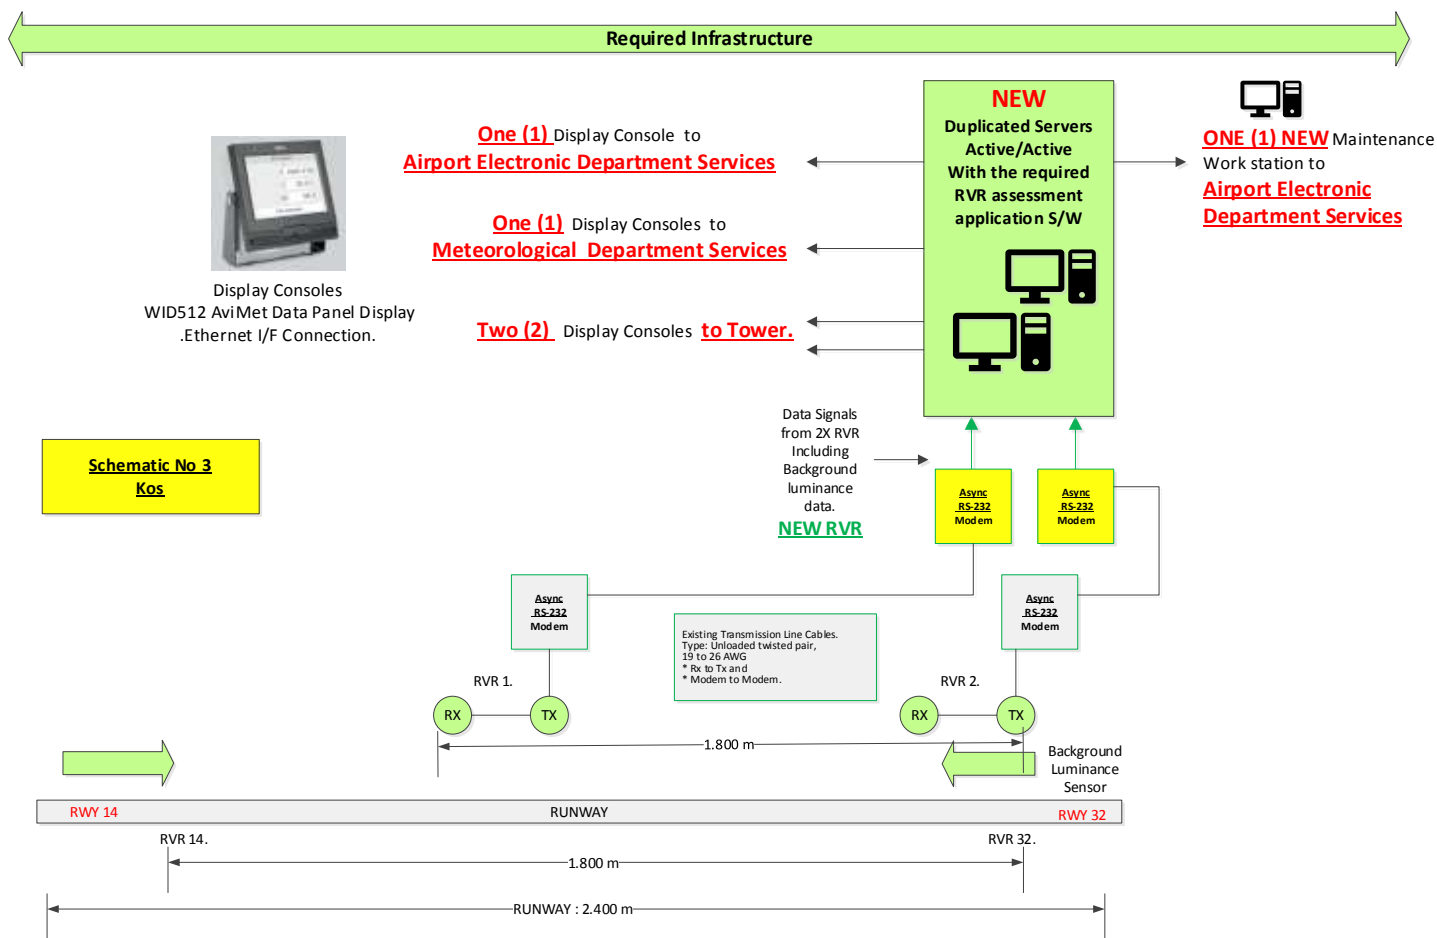 Required Infrastructure
NEW
Duplicated Servers
Active/Active
With the required
RVR assessment
application S/W
One (1) Display Console to
Airport Electronic Department Services
ONE (1) NEW Maintenance
Work station to
Airport Electronic
Department Services
One (1) Display Consoles to
Meteorological Department Services
Display Consoles
WID512 AviMet Data Panel Display
.Ethernet I/F Connection.
Two (2) Display Consoles to Tower.
Data Signals
from 2X RVR
Including
Background
luminance
data.
NEW RVR
Schematic No 3
Kos
Async
RS-232
Modem
Async
RS-232
Modem
Async
RS-232
Modem
Async
RS-232
Modem
Existing Transmission Line Cables.
Type: Unloaded twisted pair,
19 to 26 AWG
* Rx to Tx and
* Modem to Modem.
RVR 1.
RX
TX
RVR 2.
RX
TX
1.800 m
Background
Luminance
Sensor
RWY 14
RUNWAY
RWY 32
RVR 14.
RVR 32.
1.800 m
RUNWAY : 2.400 m